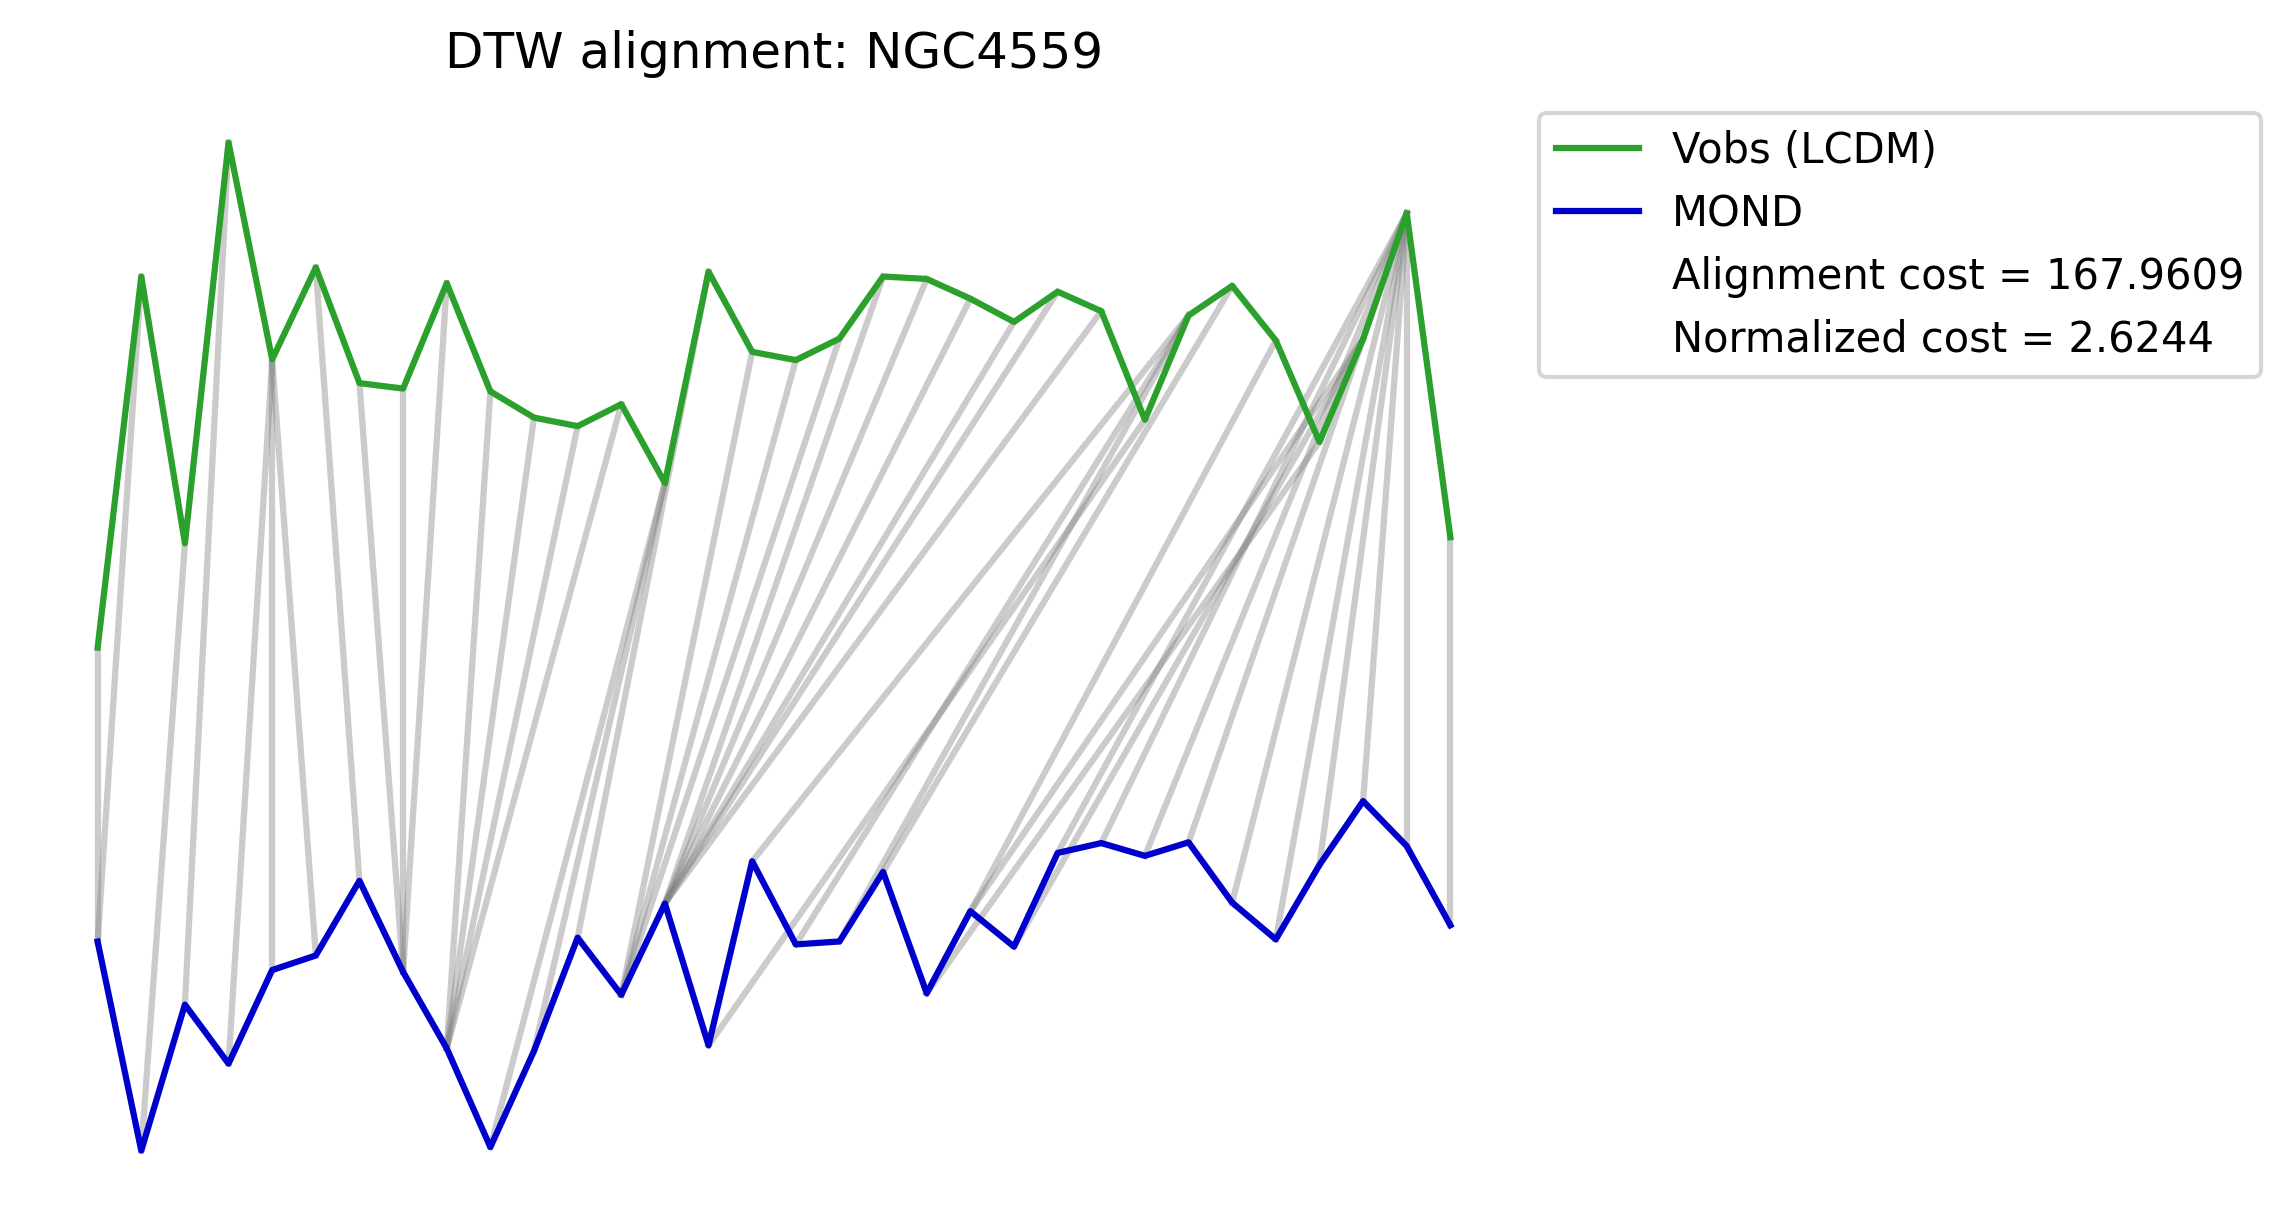 DTW alignment: NGC4559
Vobs (LCDM)
MOND
Alignment cost = 167.9609
Normalized cost = 2.6244